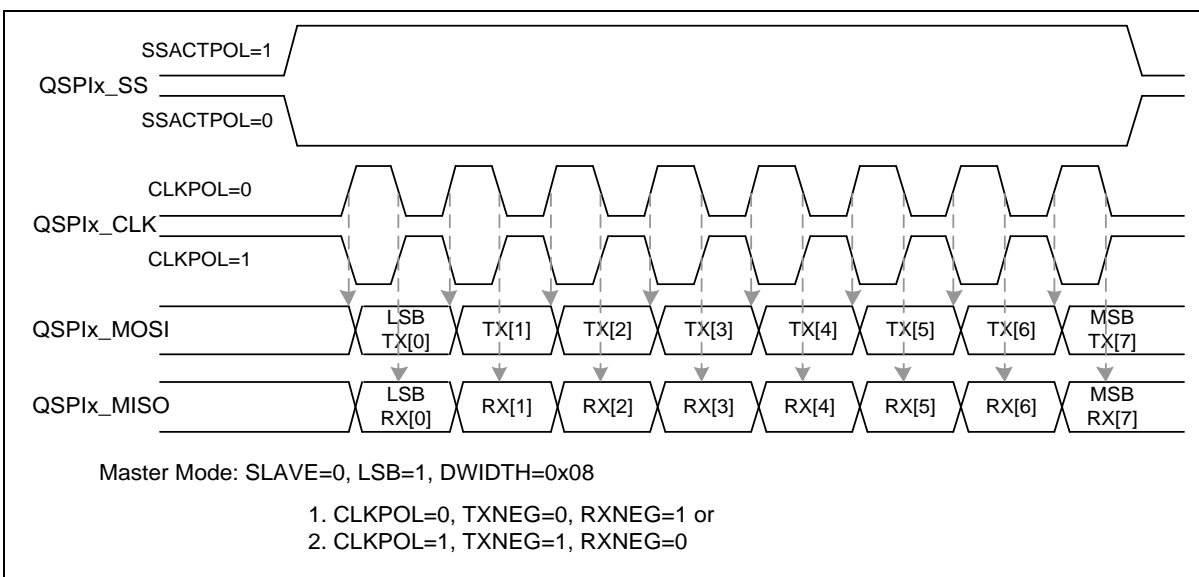 SSACTPOL=1
QSPIx_SS
SSACTPOL=0
CLKPOL=0
QSPIx_CLK
CLKPOL=1
QSPIx_MOSI
LSB
TX[0]
TX[1]
TX[2]
TX[3]
TX[4]
TX[5]
TX[6]
MSB
TX[7]
QSPIx_MISO
LSB
RX[0]
RX[1]
RX[2]
RX[3]
RX[4]
RX[5]
RX[6]
MSB
RX[7]
Master Mode: SLAVE=0, LSB=1, DWIDTH=0x08
1. CLKPOL=0, TXNEG=0, RXNEG=1 or
2. CLKPOL=1, TXNEG=1, RXNEG=0